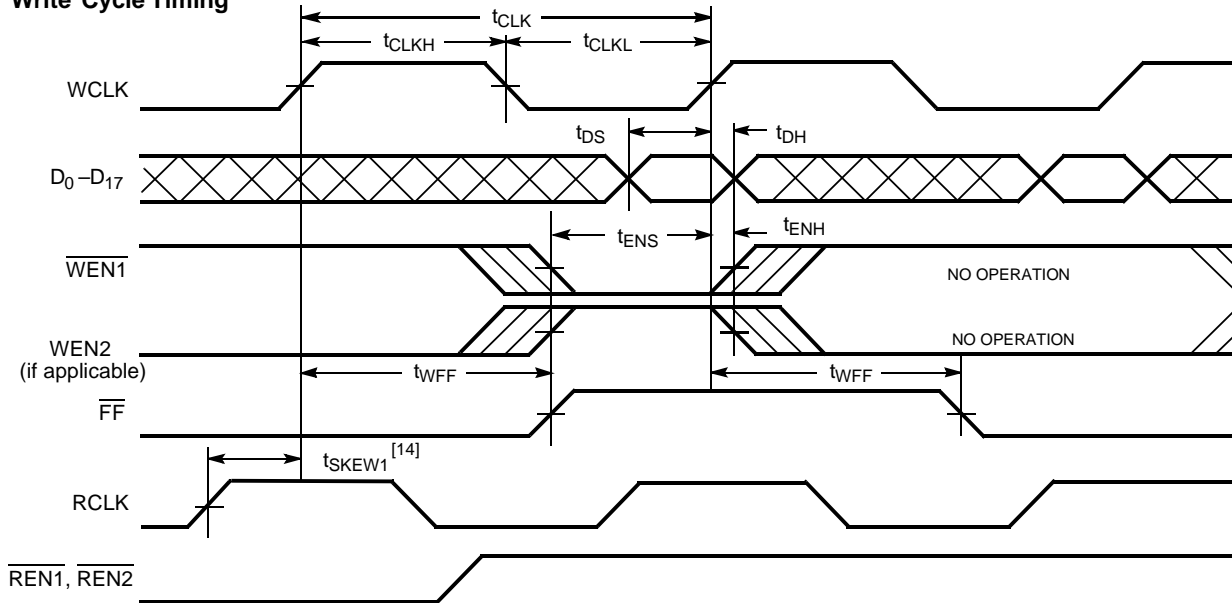 Write Cycle Timing
tCLK
tCLKH
tCLKL
WCLK
tDS
tDH
D0–D17
tENS
tENH
WEN1
NO OPERATION
WEN2
(if applicable)
NO OPERATION
tWFF
tWFF
FF
tSKEW1[14]
RCLK
REN1, REN2